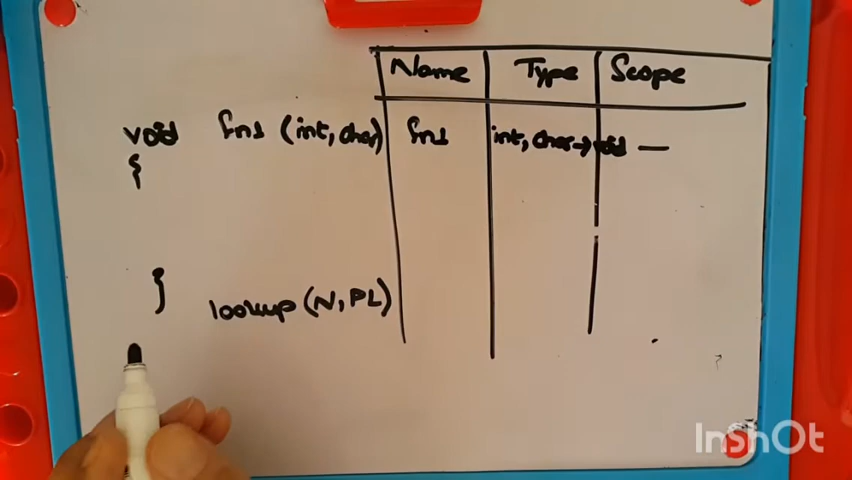 Name Type Scope
void fn1 (int, char) fn1 int, char→void —
{
}
lookup (N, PL)
InShOt